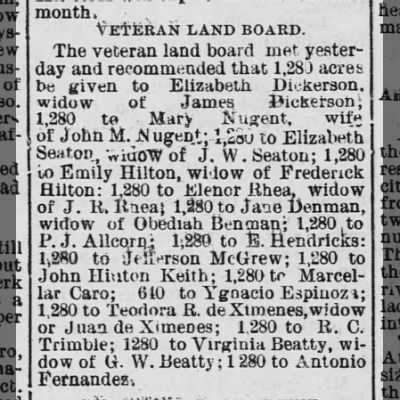 month.
VETERAN LAND BOARD.
The veteran land board met yester-
day and recommended that 1,280 acres
be given to Elizabeth Dickerson,
widow of James Dickerson;
1,280 to Mary Nugent, wife
of John M. Nugent; 1,280 to Elizabeth
Seaton, widow of J. W. Seaton; 1,280
to Emily Hilton, widow of Frederick
Hilton: 1,280 to Elenor Rhea, widow
of J. R. Rhea; 1,280 to Jane Denman,
widow of Obediah Benman; 1,280 to
P. J. Allcorn; 1,280 to E. Hendricks:
1,280 to Jefferson McGrew; 1,280 to
John Hinton Keith; 1,280 to Marcel-
lar Caro; 640 to Ygnacio Espinoza;
1,280 to Teodora R. de Ximenes, widow
or Juan de Ximenes; 1,280 to R. C.
Trimble; 1280 to Virginia Beatty, wi-
dow of G. W. Beatty; 1280 to Antonio
Fernandez.